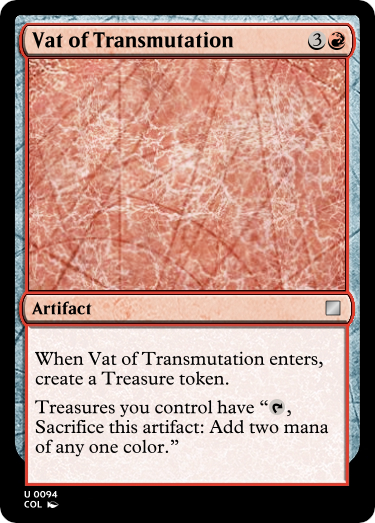 Vat of Transmutation 3
Artifact
When Vat of Transmutation enters,
create a Treasure token.
Treasures you control have “ ,
Sacrifice this artifact: Add two mana
of any one color.”
U 0094
COL